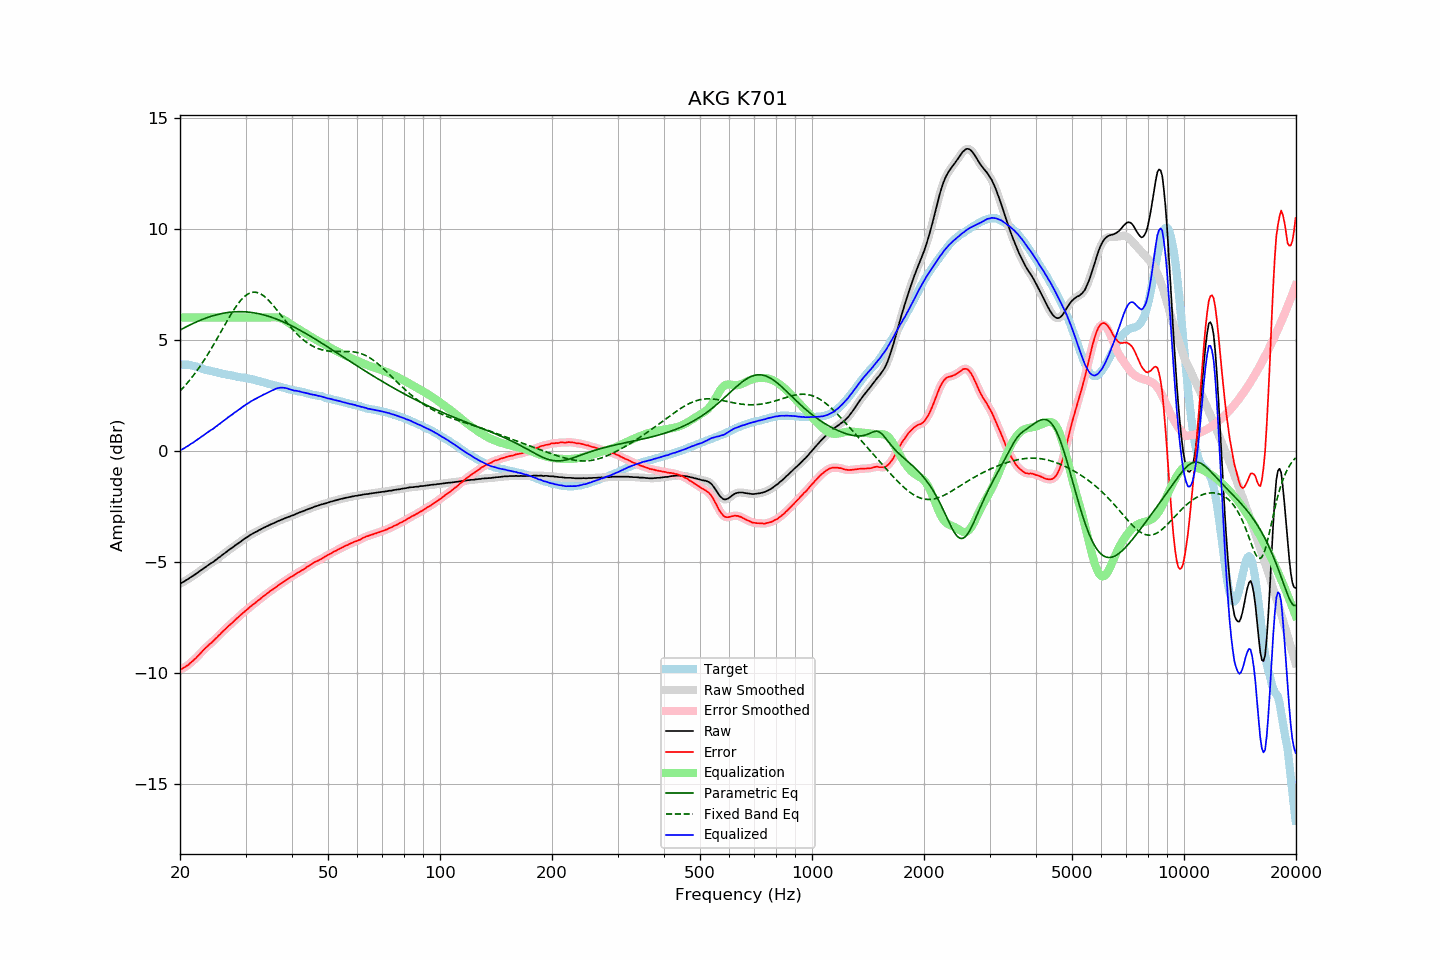 AKG K701
15
10
5
0
−5
−10
−15
Amplitude (dBr)
20
50
100
200
500
1000
2000
5000
10000
20000
Frequency (Hz)
Target
Raw Smoothed
Error Smoothed
Raw
Error
Equalization
Parametric Eq
Fixed Band Eq
Equalized